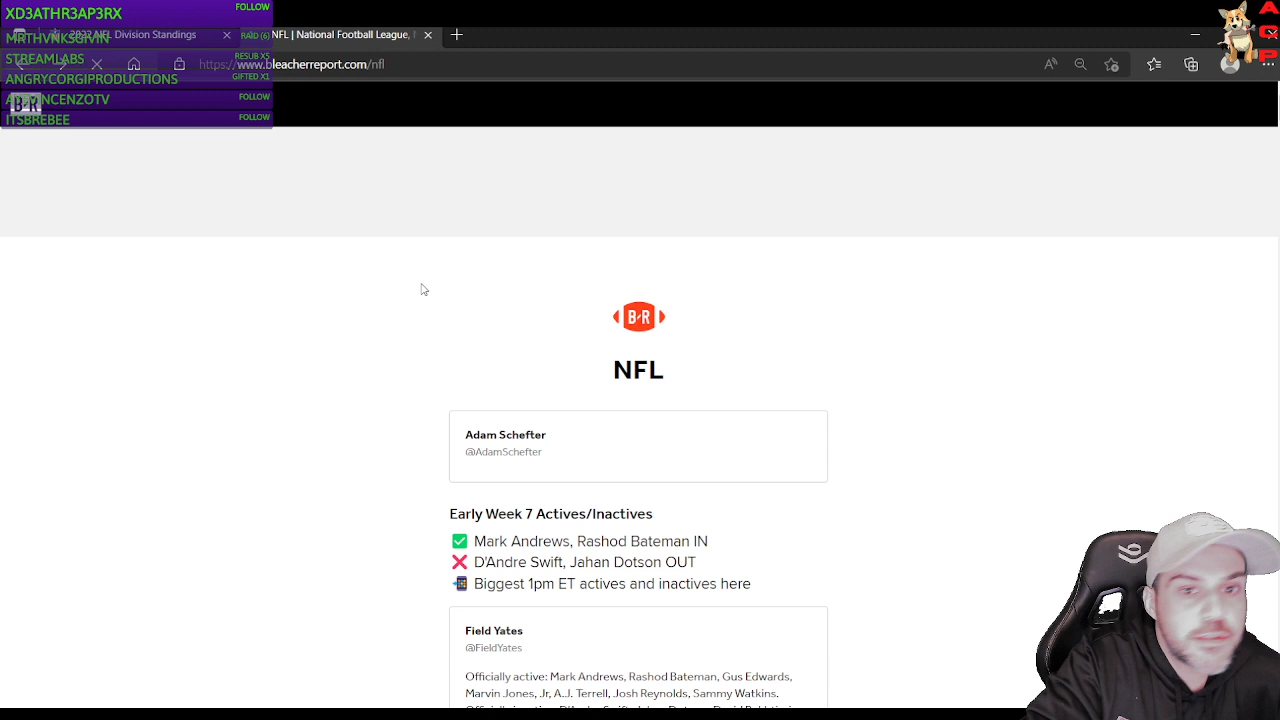 XD3ATHR3AP3RX FOLLOW
MRTHVNKSGIVIN RAID (6)
STREAMLABS RESUB X5
ANGRYCORGIPRODUCTIONS GIFTED X1
FOLLOW
ITSBREBEE FOLLOW
2022 NFL Division Standings
NFL | National Football League,
https://www.bleacherreport.com/nfl
A
C
P
B/R
B/R
NFL
Adam Schefter
@AdamSchefter
Early Week 7 Actives/Inactives
✅ Mark Andrews, Rashod Bateman IN
❌ D'Andre Swift, Jahan Dotson OUT
📲 Biggest 1pm ET actives and inactives here
Field Yates
@FieldYates
Officially active: Mark Andrews, Rashod Bateman, Gus Edwards,
Marvin Jones, Jr, A.J. Terrell, Josh Reynolds, Sammy Watkins.